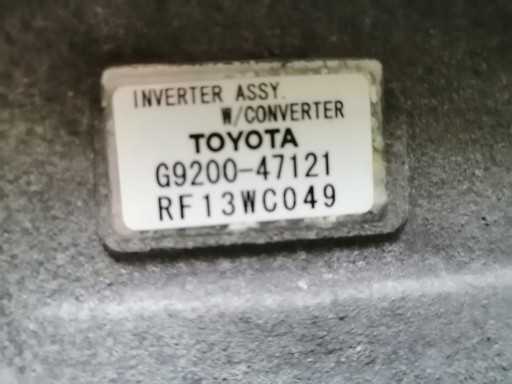 INVERTER ASSY.
W/CONVERTER
TOYOTA
G9200-47121
RF13WC049